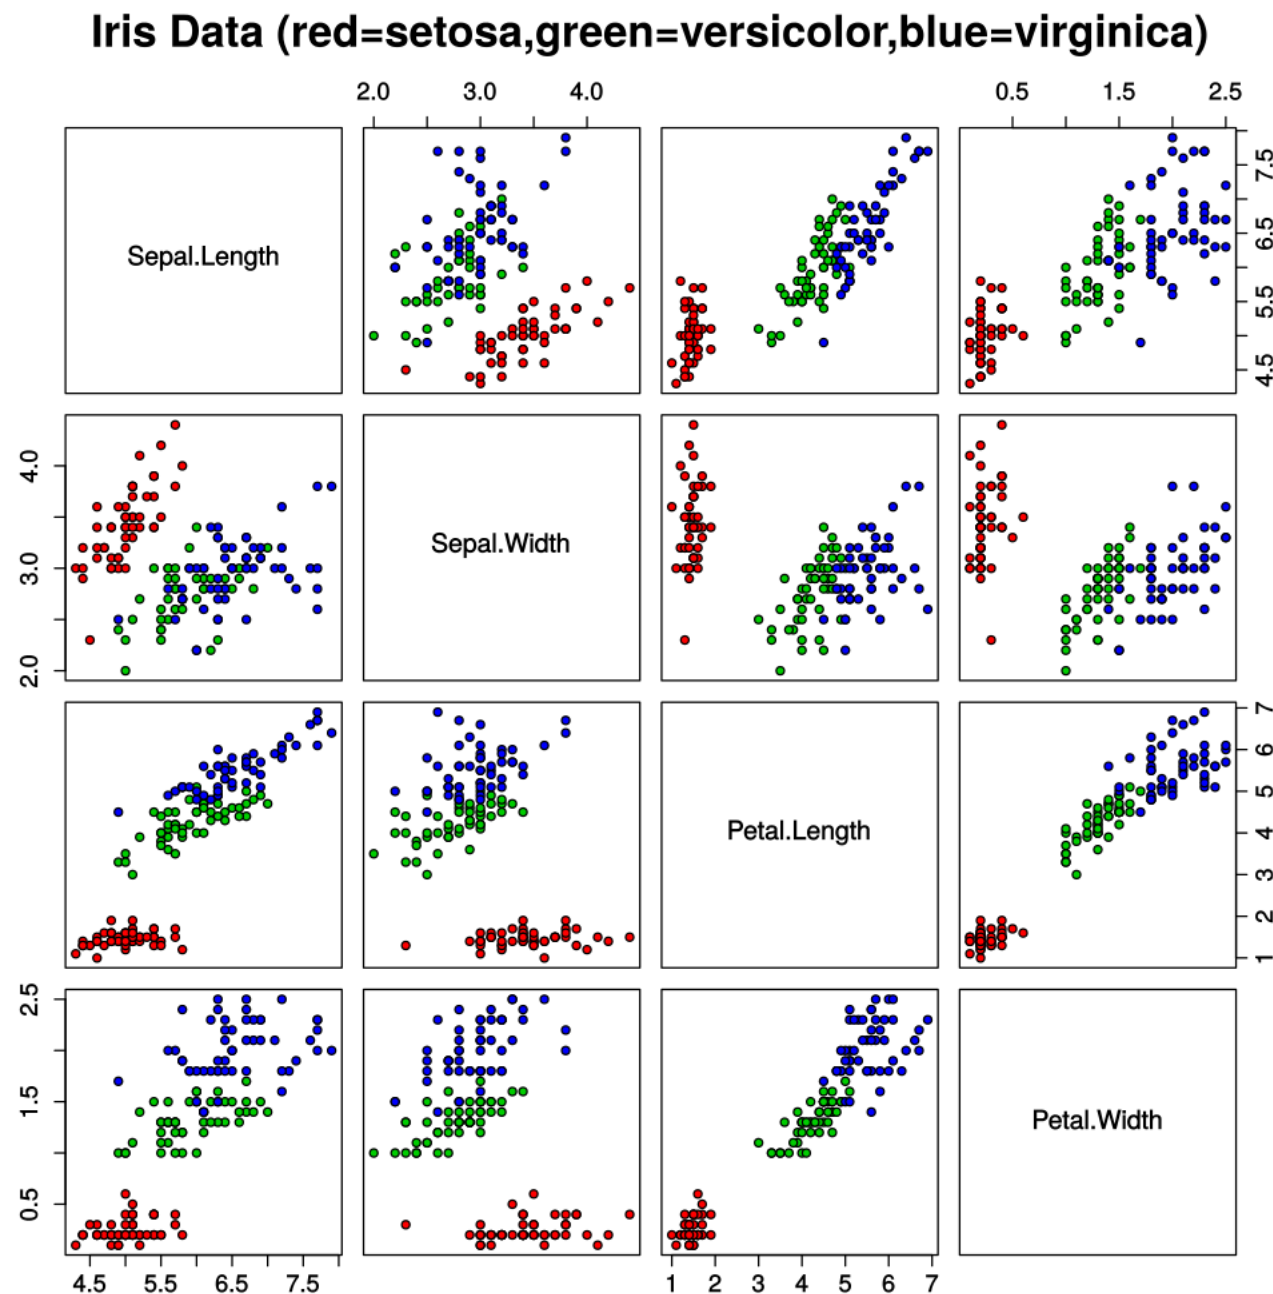 Iris Data (red=setosa,green=versicolor,blue=virginica)
2.0 3.0 4.0 0.5 1.5 2.5
Sepal.Length
4.5 5.5 6.5 7.5
2.0 3.0 4.0
Sepal.Width
Petal.Length
1 2 3 4 5 6 7
0.5 1.5 2.5
Petal.Width
4.5 5.5 6.5 7.5 1 2 3 4 5 6 7